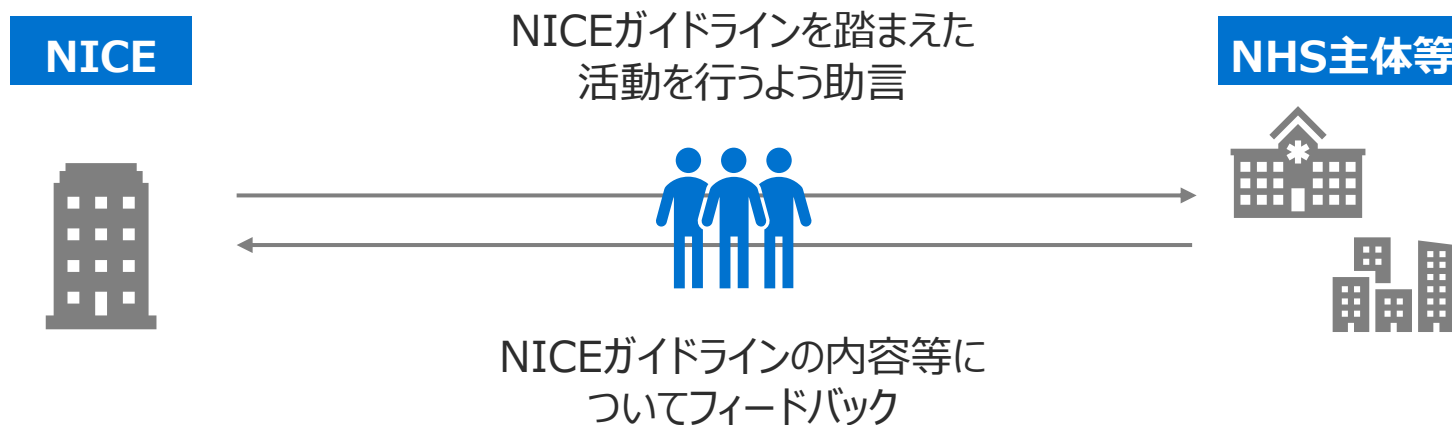 NICE
NICEガイドラインを踏まえた
活動を行うよう助言
NHS主体等
NICEガイドラインの内容等に
ついてフィードバック